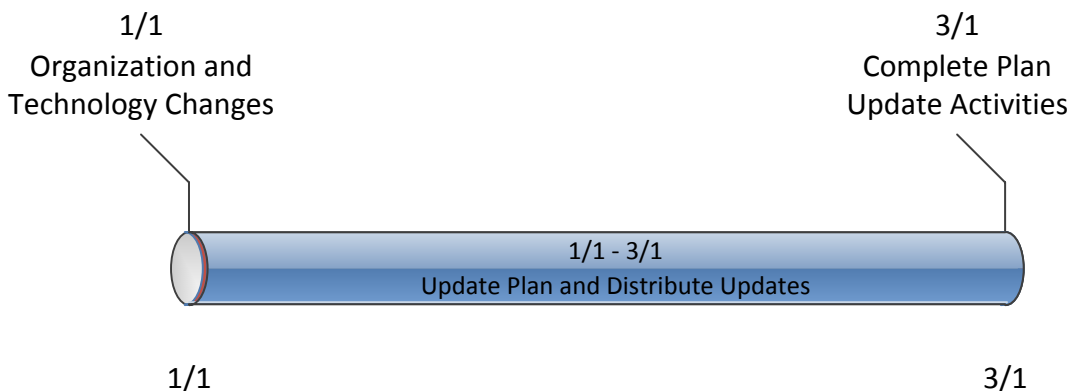 1/1
Organization and
Technology Changes
3/1
Complete Plan
Update Activities
1/1 - 3/1
Update Plan and Distribute Updates
1/1
3/1